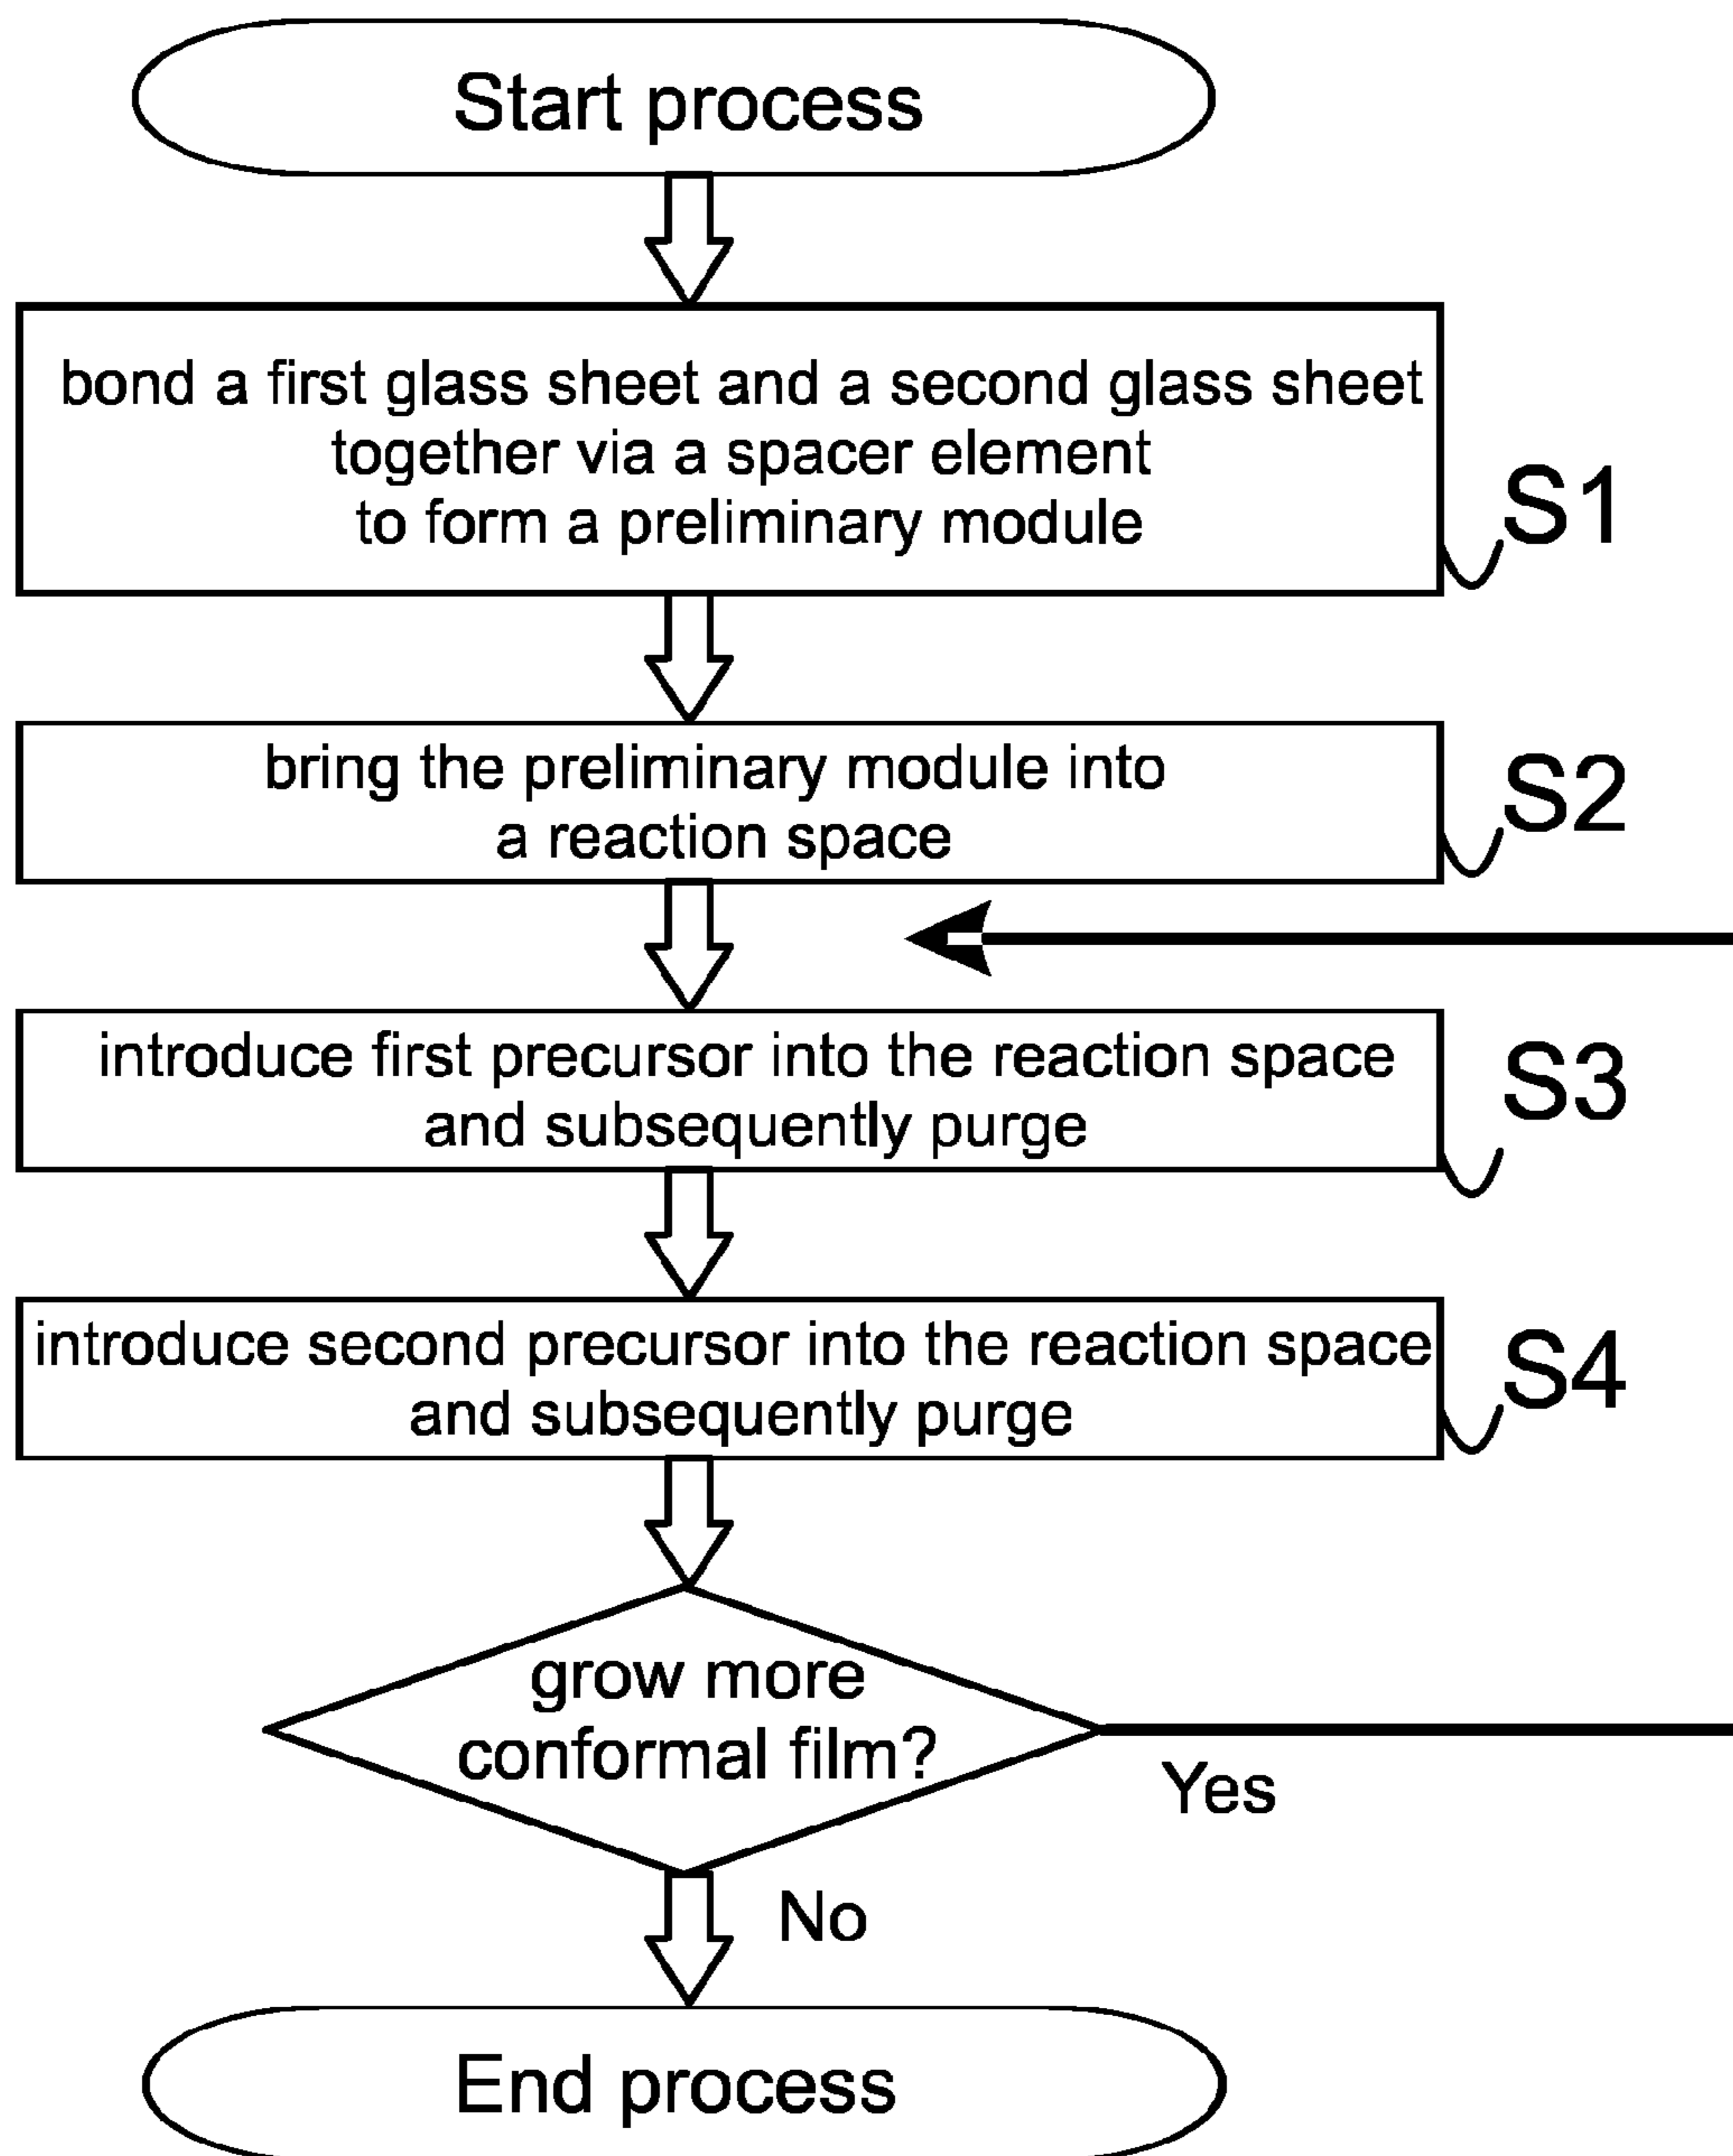 Start process
bond a first glass sheet and a second glass sheet
together via a spacer element
to form a preliminary module
S1
bring the preliminary module into
a reaction space
S2
introduce first precursor into the reaction space
and subsequently purge
S3
introduce second precursor into the reaction space
and subsequently purge
S4
grow more
conformal film?
Yes
No
End process